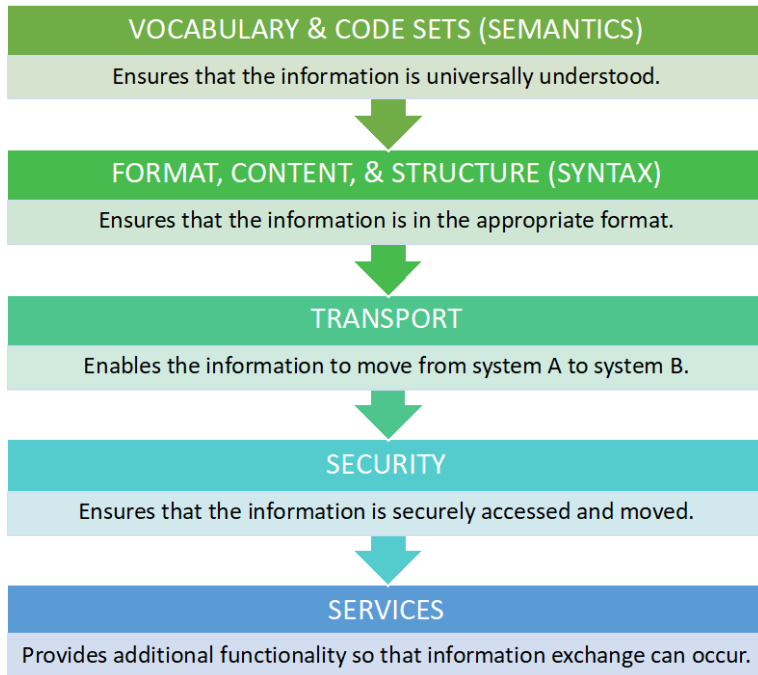 VOCABULARY & CODE SETS (SEMANTICS)
Ensures that the information is universally understood.
FORMAT, CONTENT, & STRUCTURE (SYNTAX)
Ensures that the information is in the appropriate format.
TRANSPORT
Enables the information to move from system A to system B.
SECURITY
Ensures that the information is securely accessed and moved.
SERVICES
Provides additional functionality so that information exchange can occur.